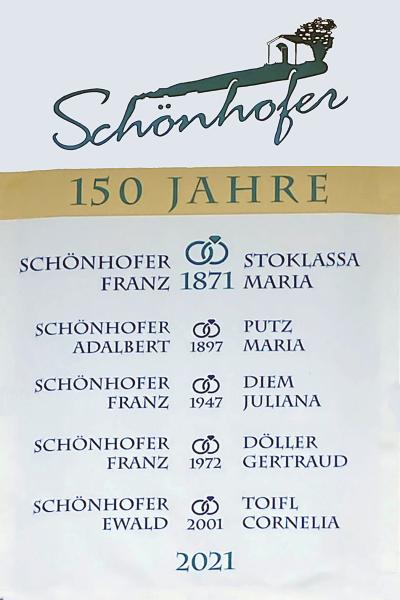 Schönhofer
150 JAHRE
SCHÖNHOFER STOKLASSA
FRANZ 1871 MARIA
SCHÖNHOFER PUTZ
ADALBERT 1897 MARIA
SCHÖNHOFER DIEM
FRANZ 1947 JULIANA
SCHÖNHOFER DÖLLER
FRANZ 1972 GERTRAUD
SCHÖNHOFER TOIFL
EWALD 2001 CORNELIA
2021